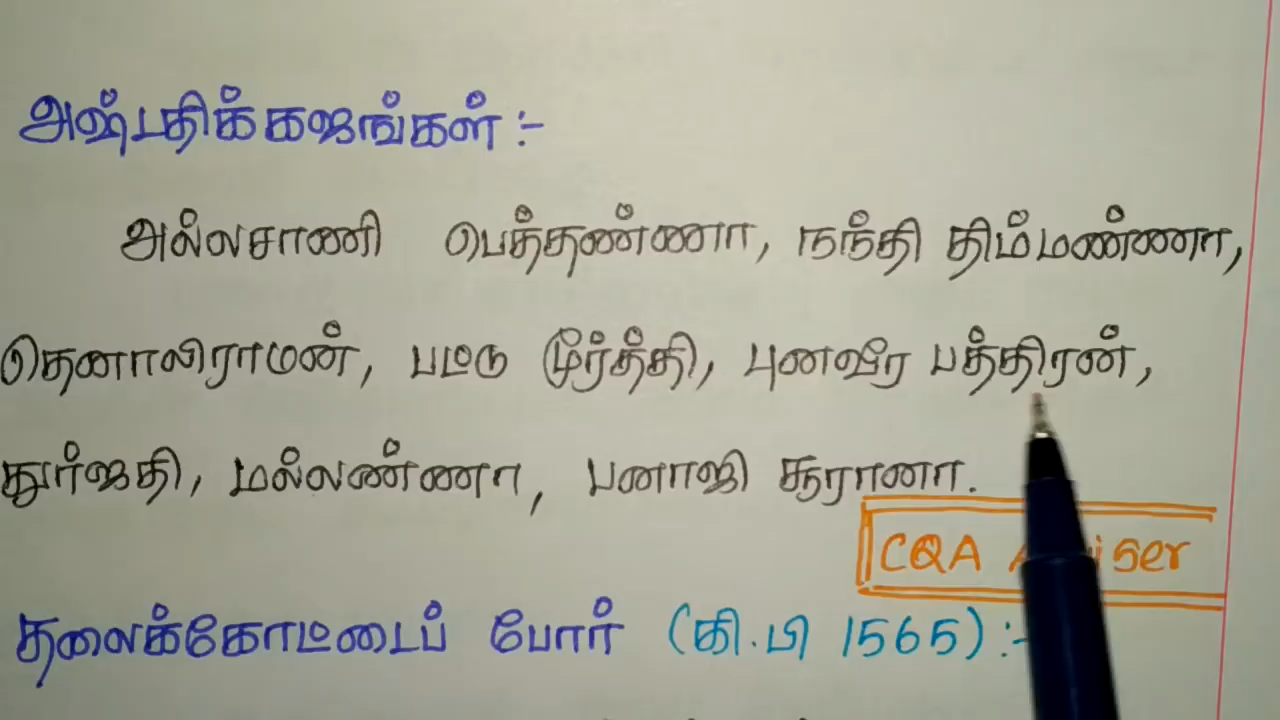 அஷ்டதிக்கஜங்கள் :-
அல்லசாணி பெத்தண்ணா, நந்தி திம்மண்ணா,
தெனாலிராமன், பட்டு மூர்த்தி, புனவீர பத்திரன்,
துர்ஜதி, மல்லண்ணா, பனாஜி சூரானா.
CQA
தலைக்கோட்டைப் போர் (கி.பி 1565) :-